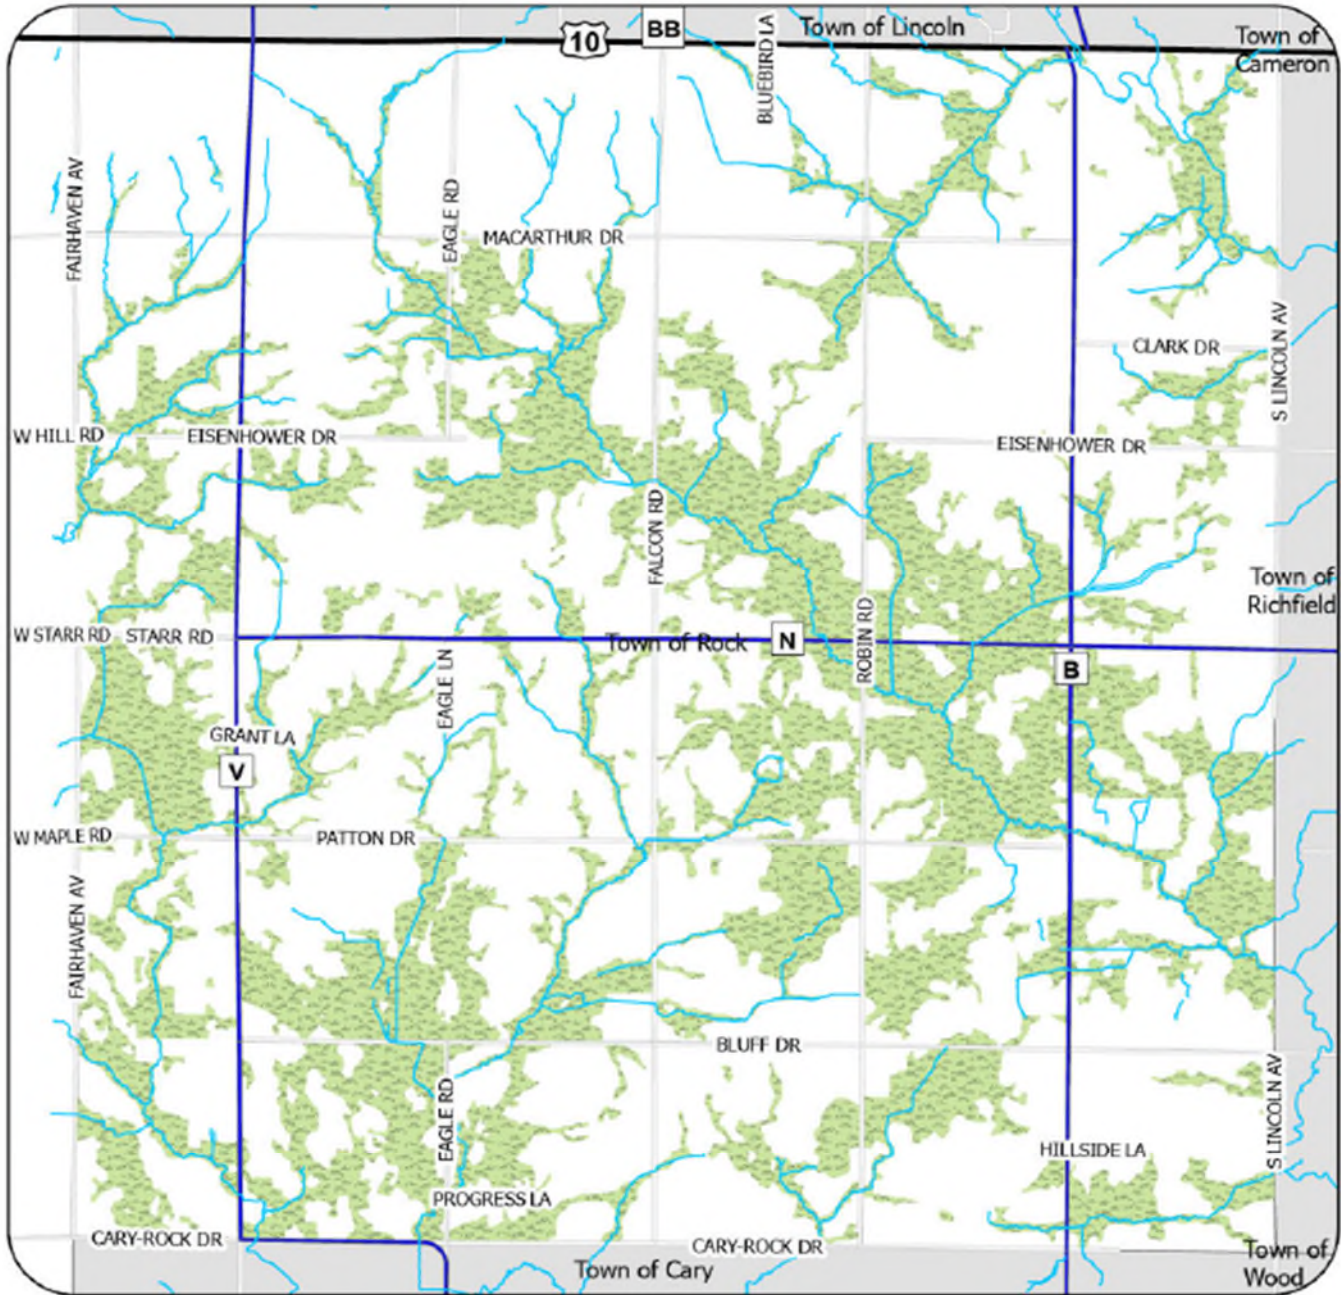 BB
Town of Lincoln
Town of
Cameron
10
BLUEBIRD LA
FAIRHAVEN AV
EAGLE RD
MACARTHUR DR
S LINCOLN AV
CLARK DR
W HILL RD
EISENHOWER DR
EISENHOWER DR
FALCON RD
Town of
Richfield
W STARR RD
STARR RD
Town of Rock
N
ROBIN RD
B
EAGLE LN
GRANT LA
V
W MAPLE RD
PATTON DR
FAIRHAVEN AV
BLUFF DR
EAGLE RD
S LINCOLN AV
HILLSIDE LA
PROGRESS LA
CARY-ROCK DR
CARY-ROCK DR
Town of Cary
Town of
Wood